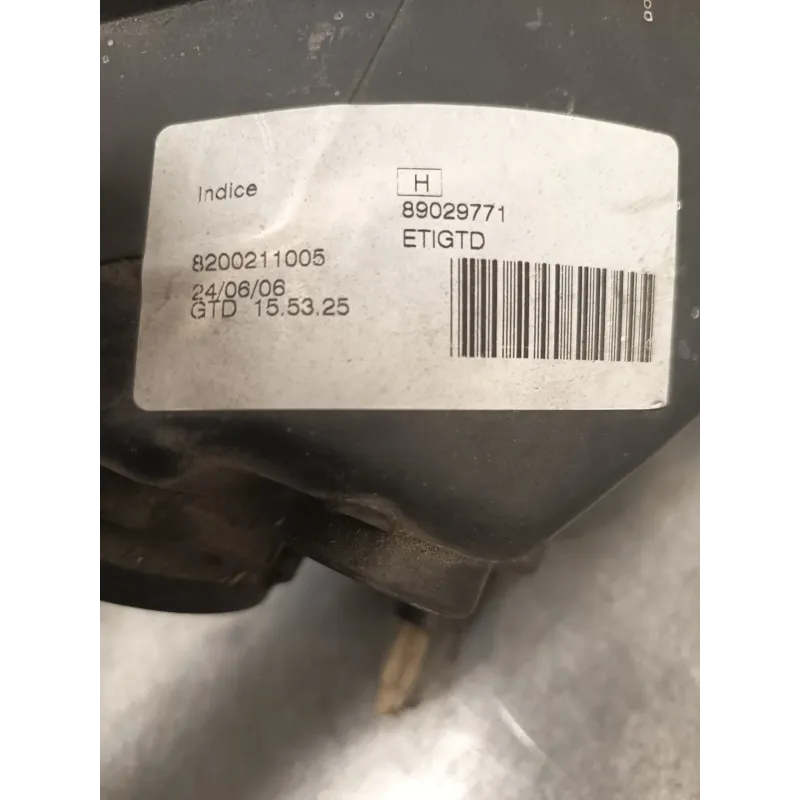 Indice
H
89029771
ETIGTD
8200211005
24/06/06
GTD 15.53.25